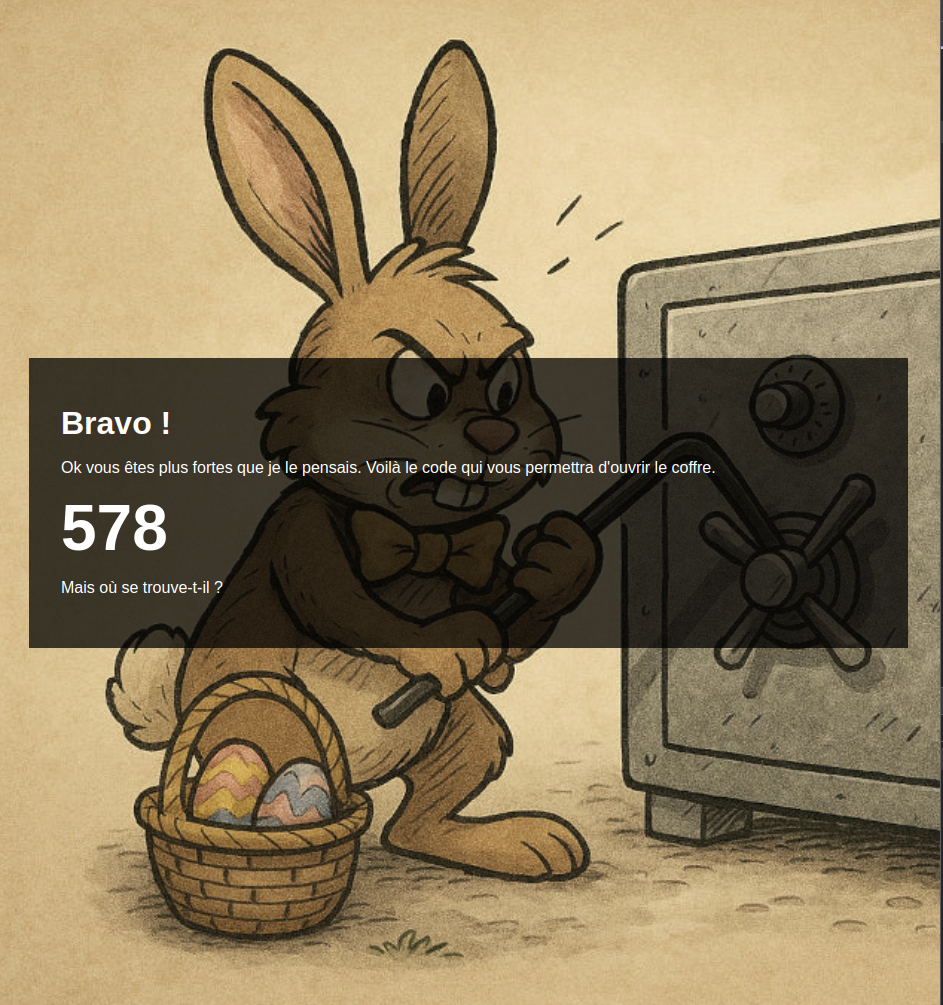 Bravo !
Ok vous êtes plus fortes que je le pensais. Voilà le code qui vous permettra d'ouvrir le coffre.
578
Mais où se trouve-t-il ?